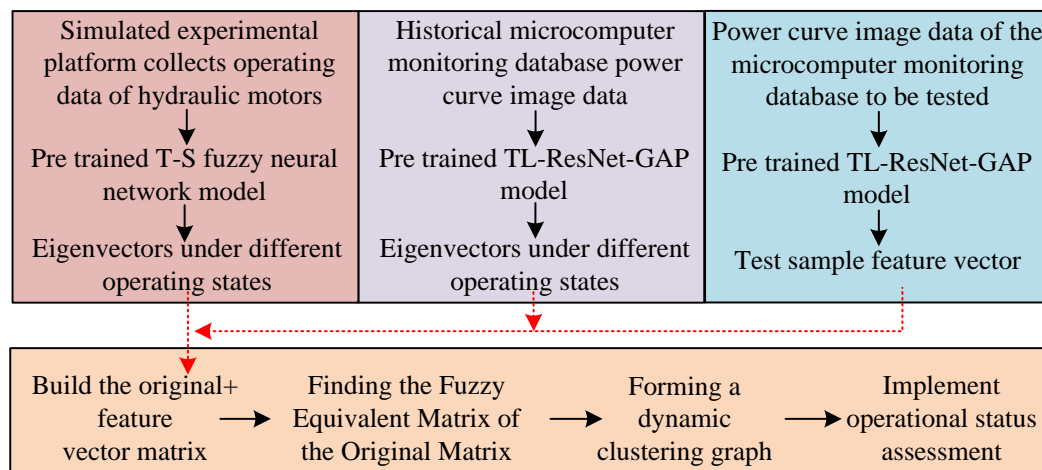 Simulated experimental
platform collects operating
data of hydraulic motors
Pre trained T-S fuzzy neural
network model
Eigenvectors under different
operating states
Historical microcomputer
monitoring database power
curve image data
Pre trained TL-ResNet-GAP
model
Eigenvectors under different
operating states
Power curve image data of the
microcomputer monitoring
database to be tested
Pre trained TL-ResNet-GAP
model
Test sample feature vector
Build the original+
feature
vector matrix
Finding the Fuzzy
Equivalent Matrix of
the Original Matrix
Forming a
dynamic
clustering graph
Implement
operational status
assessment